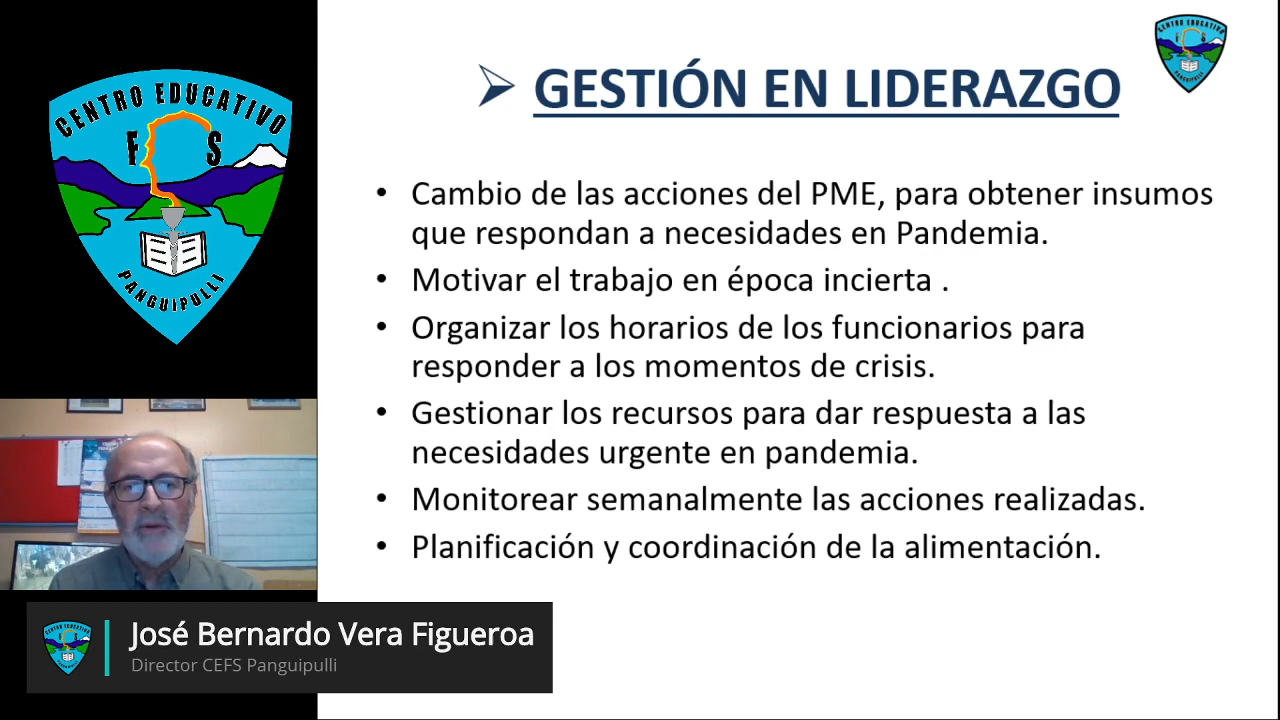 CENTRO EDUCATIVO
F S
PANGUIPULLI
CENTRO EDUCATIVO
F S
PANGUIPULLI
➢ GESTIÓN EN LIDERAZGO
• Cambio de las acciones del PME, para obtener insumos
que respondan a necesidades en Pandemia.
• Motivar el trabajo en época incierta .
• Organizar los horarios de los funcionarios para
responder a los momentos de crisis.
• Gestionar los recursos para dar respuesta a las
necesidades urgente en pandemia.
• Monitorear semanalmente las acciones realizadas.
• Planificación y coordinación de la alimentación.
José Bernardo Vera Figueroa
Director CEFS Panguipulli